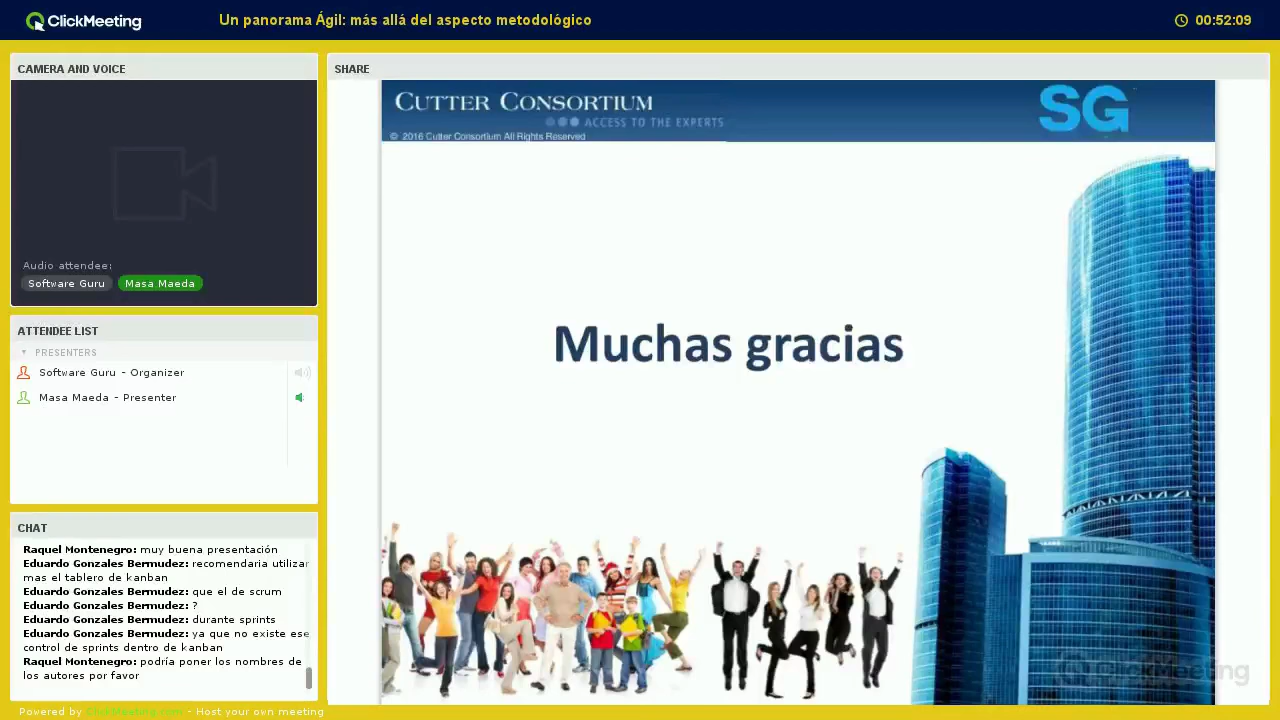 ClickMeeting
Un panorama Ágil: más allá del aspecto metodológico
00:52:09
CAMERA AND VOICE
Audio attendee:
Software Guru
Masa Maeda
ATTENDEE LIST
PRESENTERS
Software Guru - Organizer
Masa Maeda - Presenter
CHAT
Raquel Montenegro: muy buena presentación
Eduardo Gonzales Bermudez: recomendaria utilizar
mas el tablero de kanban
Eduardo Gonzales Bermudez: que el de scrum
Eduardo Gonzales Bermudez: ?
Eduardo Gonzales Bermudez: durante sprints
Eduardo Gonzales Bermudez: ya que no existe ese
control de sprints dentro de kanban
Raquel Montenegro: podría poner los nombres de
los autores por favor
Powered by ClickMeeting.com - Host your own meeting
SHARE
CUTTER CONSORTIUM
ACCESS TO THE EXPERTS
© 2016 Cutter Consortium All Rights Reserved
SG
Muchas gracias
ClickMeeting